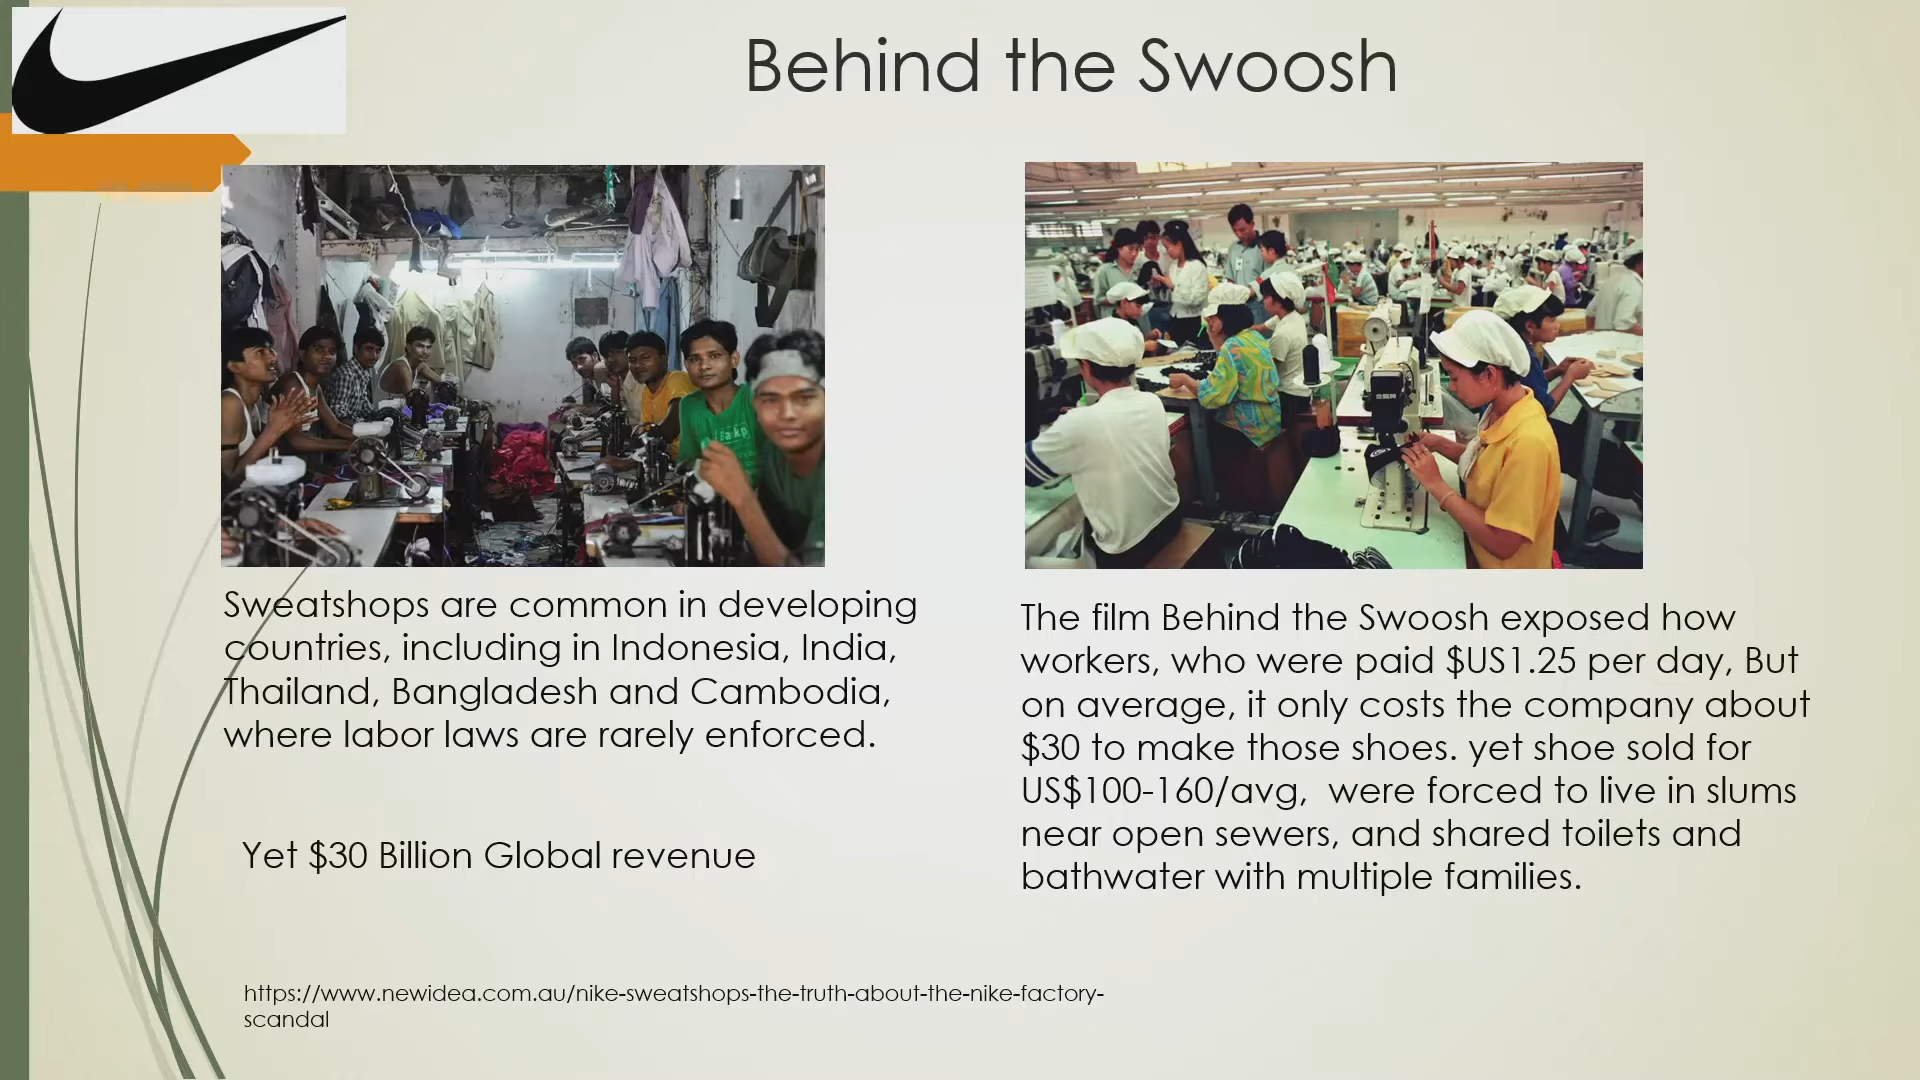 Behind the Swoosh
Sweatshops are common in developing
countries, including in Indonesia, India,
Thailand, Bangladesh and Cambodia,
where labor laws are rarely enforced.
Yet $30 Billion Global revenue
The film Behind the Swoosh exposed how
workers, who were paid $US1.25 per day, But
on average, it only costs the company about
$30 to make those shoes. yet shoe sold for
US$100-160/avg,  were forced to live in slums
near open sewers, and shared toilets and
bathwater with multiple families.
https://www.newidea.com.au/nike-sweatshops-the-truth-about-the-nike-factory-
scandal